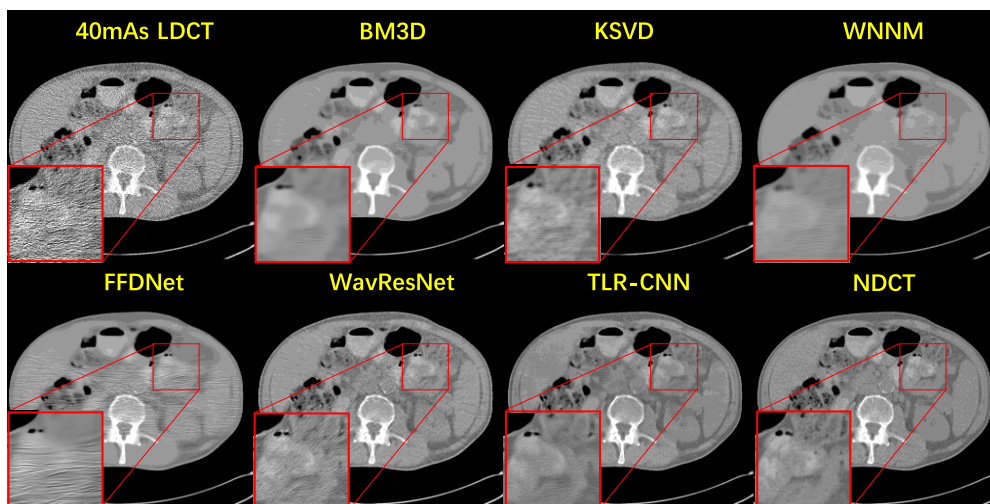 40mAs LDCT BM3D KSVD WNNM
FFDNet WavResNet TLR-CNN NDCT